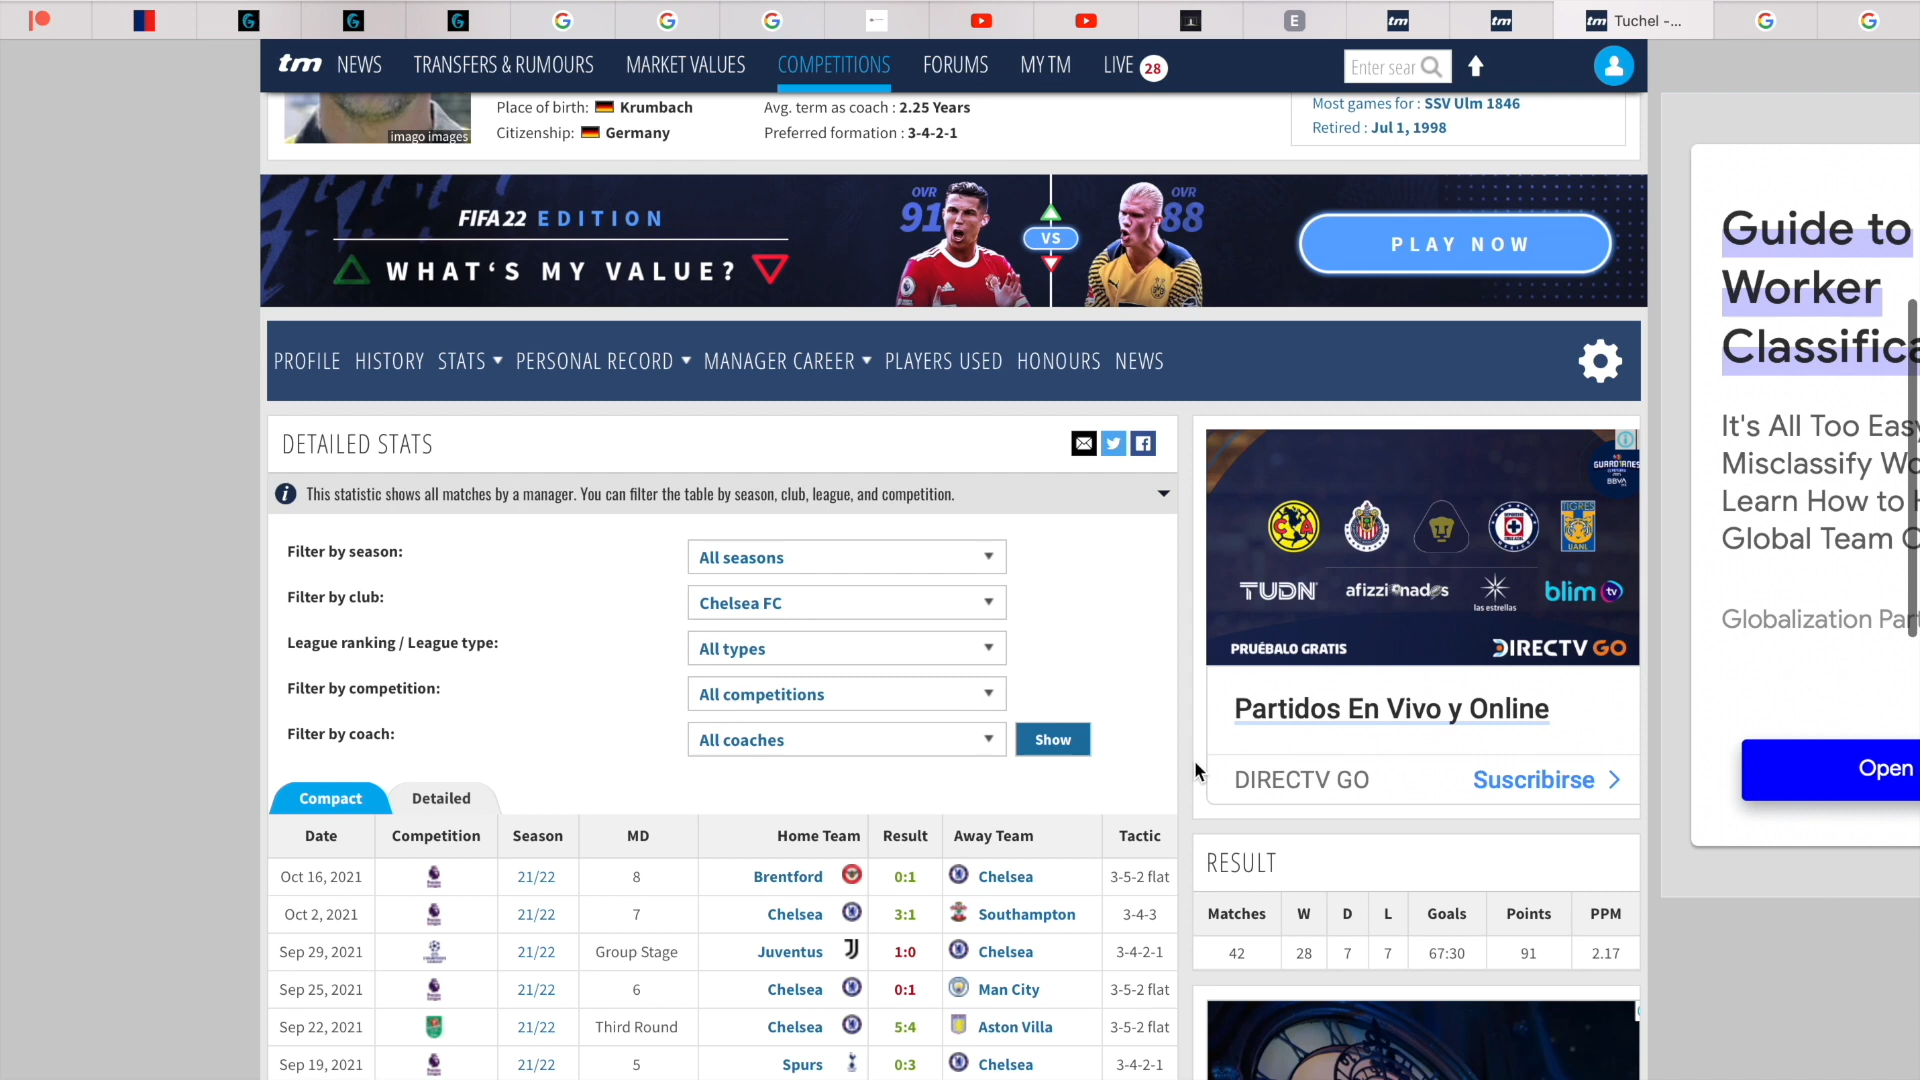 Tuchel -...
tm NEWS TRANSFERS & RUMOURS MARKET VALUES COMPETITIONS FORUMS MY TM LIVE 28 Enter sear
imago images
Place of birth: Krumbach
Citizenship: Germany
Avg. term as coach : 2.25 Years
Preferred formation : 3-4-2-1
Most games for : SSV Ulm 1846
Retired : Jul 1, 1998
FIFA 22 EDITION
WHAT‘S MY VALUE?
OVR
91
VS
OVR
88
PLAY NOW
PROFILE HISTORY STATS PERSONAL RECORD MANAGER CAREER PLAYERS USED HONOURS NEWS
DETAILED STATS
This statistic shows all matches by a manager. You can filter the table by season, club, league, and competition.
Filter by season: All seasons
Filter by club: Chelsea FC
League ranking / League type: All types
Filter by competition: All competitions
Filter by coach: All coaches Show
Compact Detailed
Date Competition Season MD Home Team Result Away Team Tactic
Oct 16, 2021 21/22 8 Brentford 0:1 Chelsea 3-5-2 flat
Oct 2, 2021 21/22 7 Chelsea 3:1 Southampton 3-4-3
Sep 29, 2021 21/22 Group Stage Juventus 1:0 Chelsea 3-4-2-1
Sep 25, 2021 21/22 6 Chelsea 0:1 Man City 3-5-2 flat
Sep 22, 2021 21/22 Third Round Chelsea 5:4 Aston Villa 3-5-2 flat
Sep 19, 2021 21/22 5 Spurs 0:3 Chelsea 3-4-2-1
GUARD1ANES
BBVA
TIGRES
UANL
TUDN afizzionados las estrellas blim tv
PRUÉBALO GRATIS DIRECTV GO
Partidos En Vivo y Online
DIRECTV GO Suscribirse
RESULT
Matches W D L Goals Points PPM
42 28 7 7 67:30 91 2.17
Guide to
Worker
Classifica
It's All Too Easy
Misclassify Wo
Learn How to H
Global Team C
Globalization Part
Open